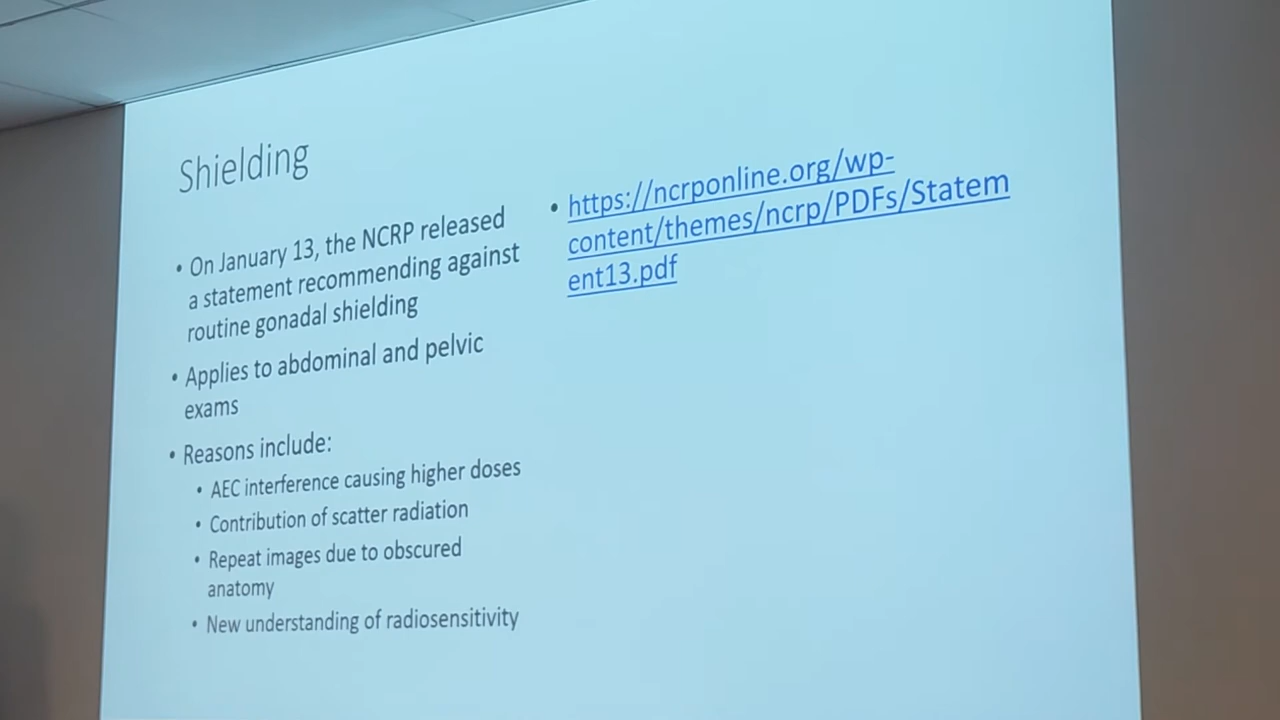 Shielding
• On January 13, the NCRP released
a statement recommending against
routine gonadal shielding
• Applies to abdominal and pelvic
exams
• Reasons include:
• AEC interference causing higher doses
• Contribution of scatter radiation
• Repeat images due to obscured
anatomy
• New understanding of radiosensitivity
• https://ncrponline.org/wp-
content/themes/ncrp/PDFs/Statem
ent13.pdf